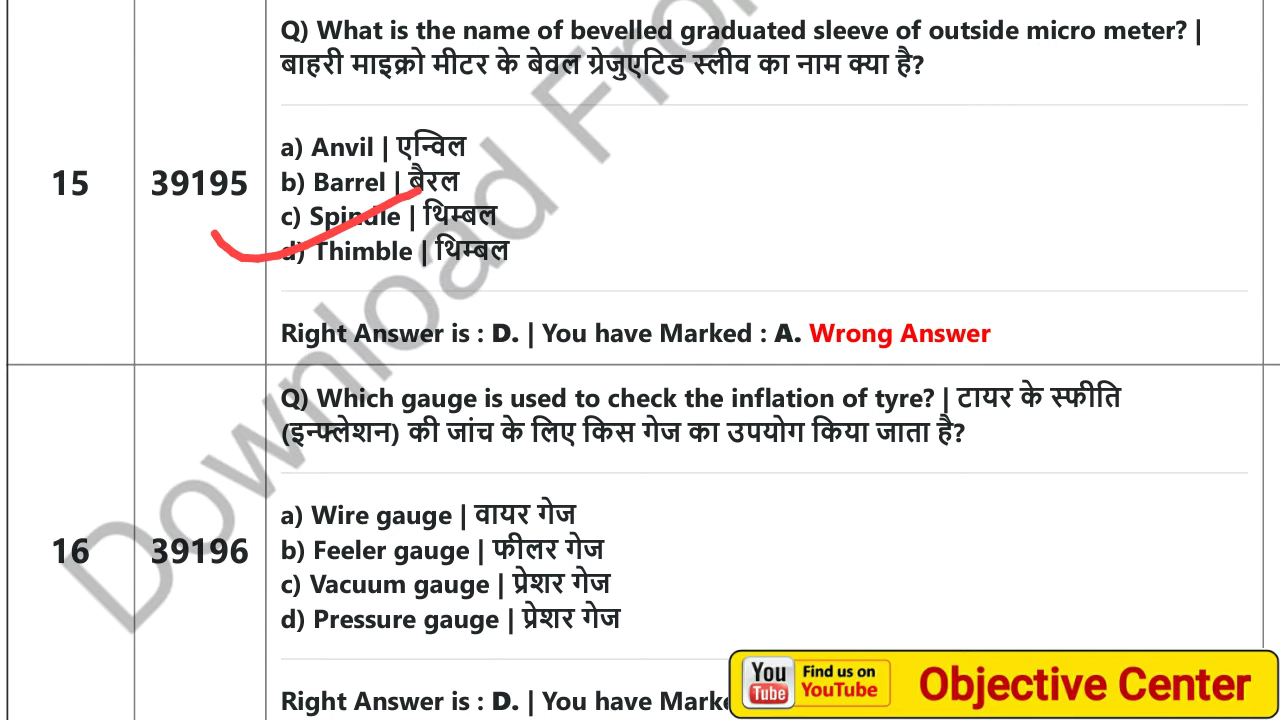 Q) What is the name of bevelled graduated sleeve of outside micro meter? |
बाहरी माइक्रो मीटर के बेवल ग्रेजुएटिड स्लीव का नाम क्या है?
a) Anvil | एन्विल
b) Barrel | बैरल
15 39195
c) Spindle | थिम्बल
d) Thimble | थिम्बल
Right Answer is : D. | You have Marked : A. Wrong Answer
Q) Which gauge is used to check the inflation of tyre? | टायर के स्फीति
(इन्फ्लेशन) की जांच के लिए किस गेज का उपयोग किया जाता है?
a) Wire gauge | वायर गेज
16 39196
b) Feeler gauge | फीलर गेज
c) Vacuum gauge | प्रेशर गेज
d) Pressure gauge | प्रेशर गेज
Right Answer is : D. | You have Marke
Download From
You Tube
Find us on
YouTube
Objective Center